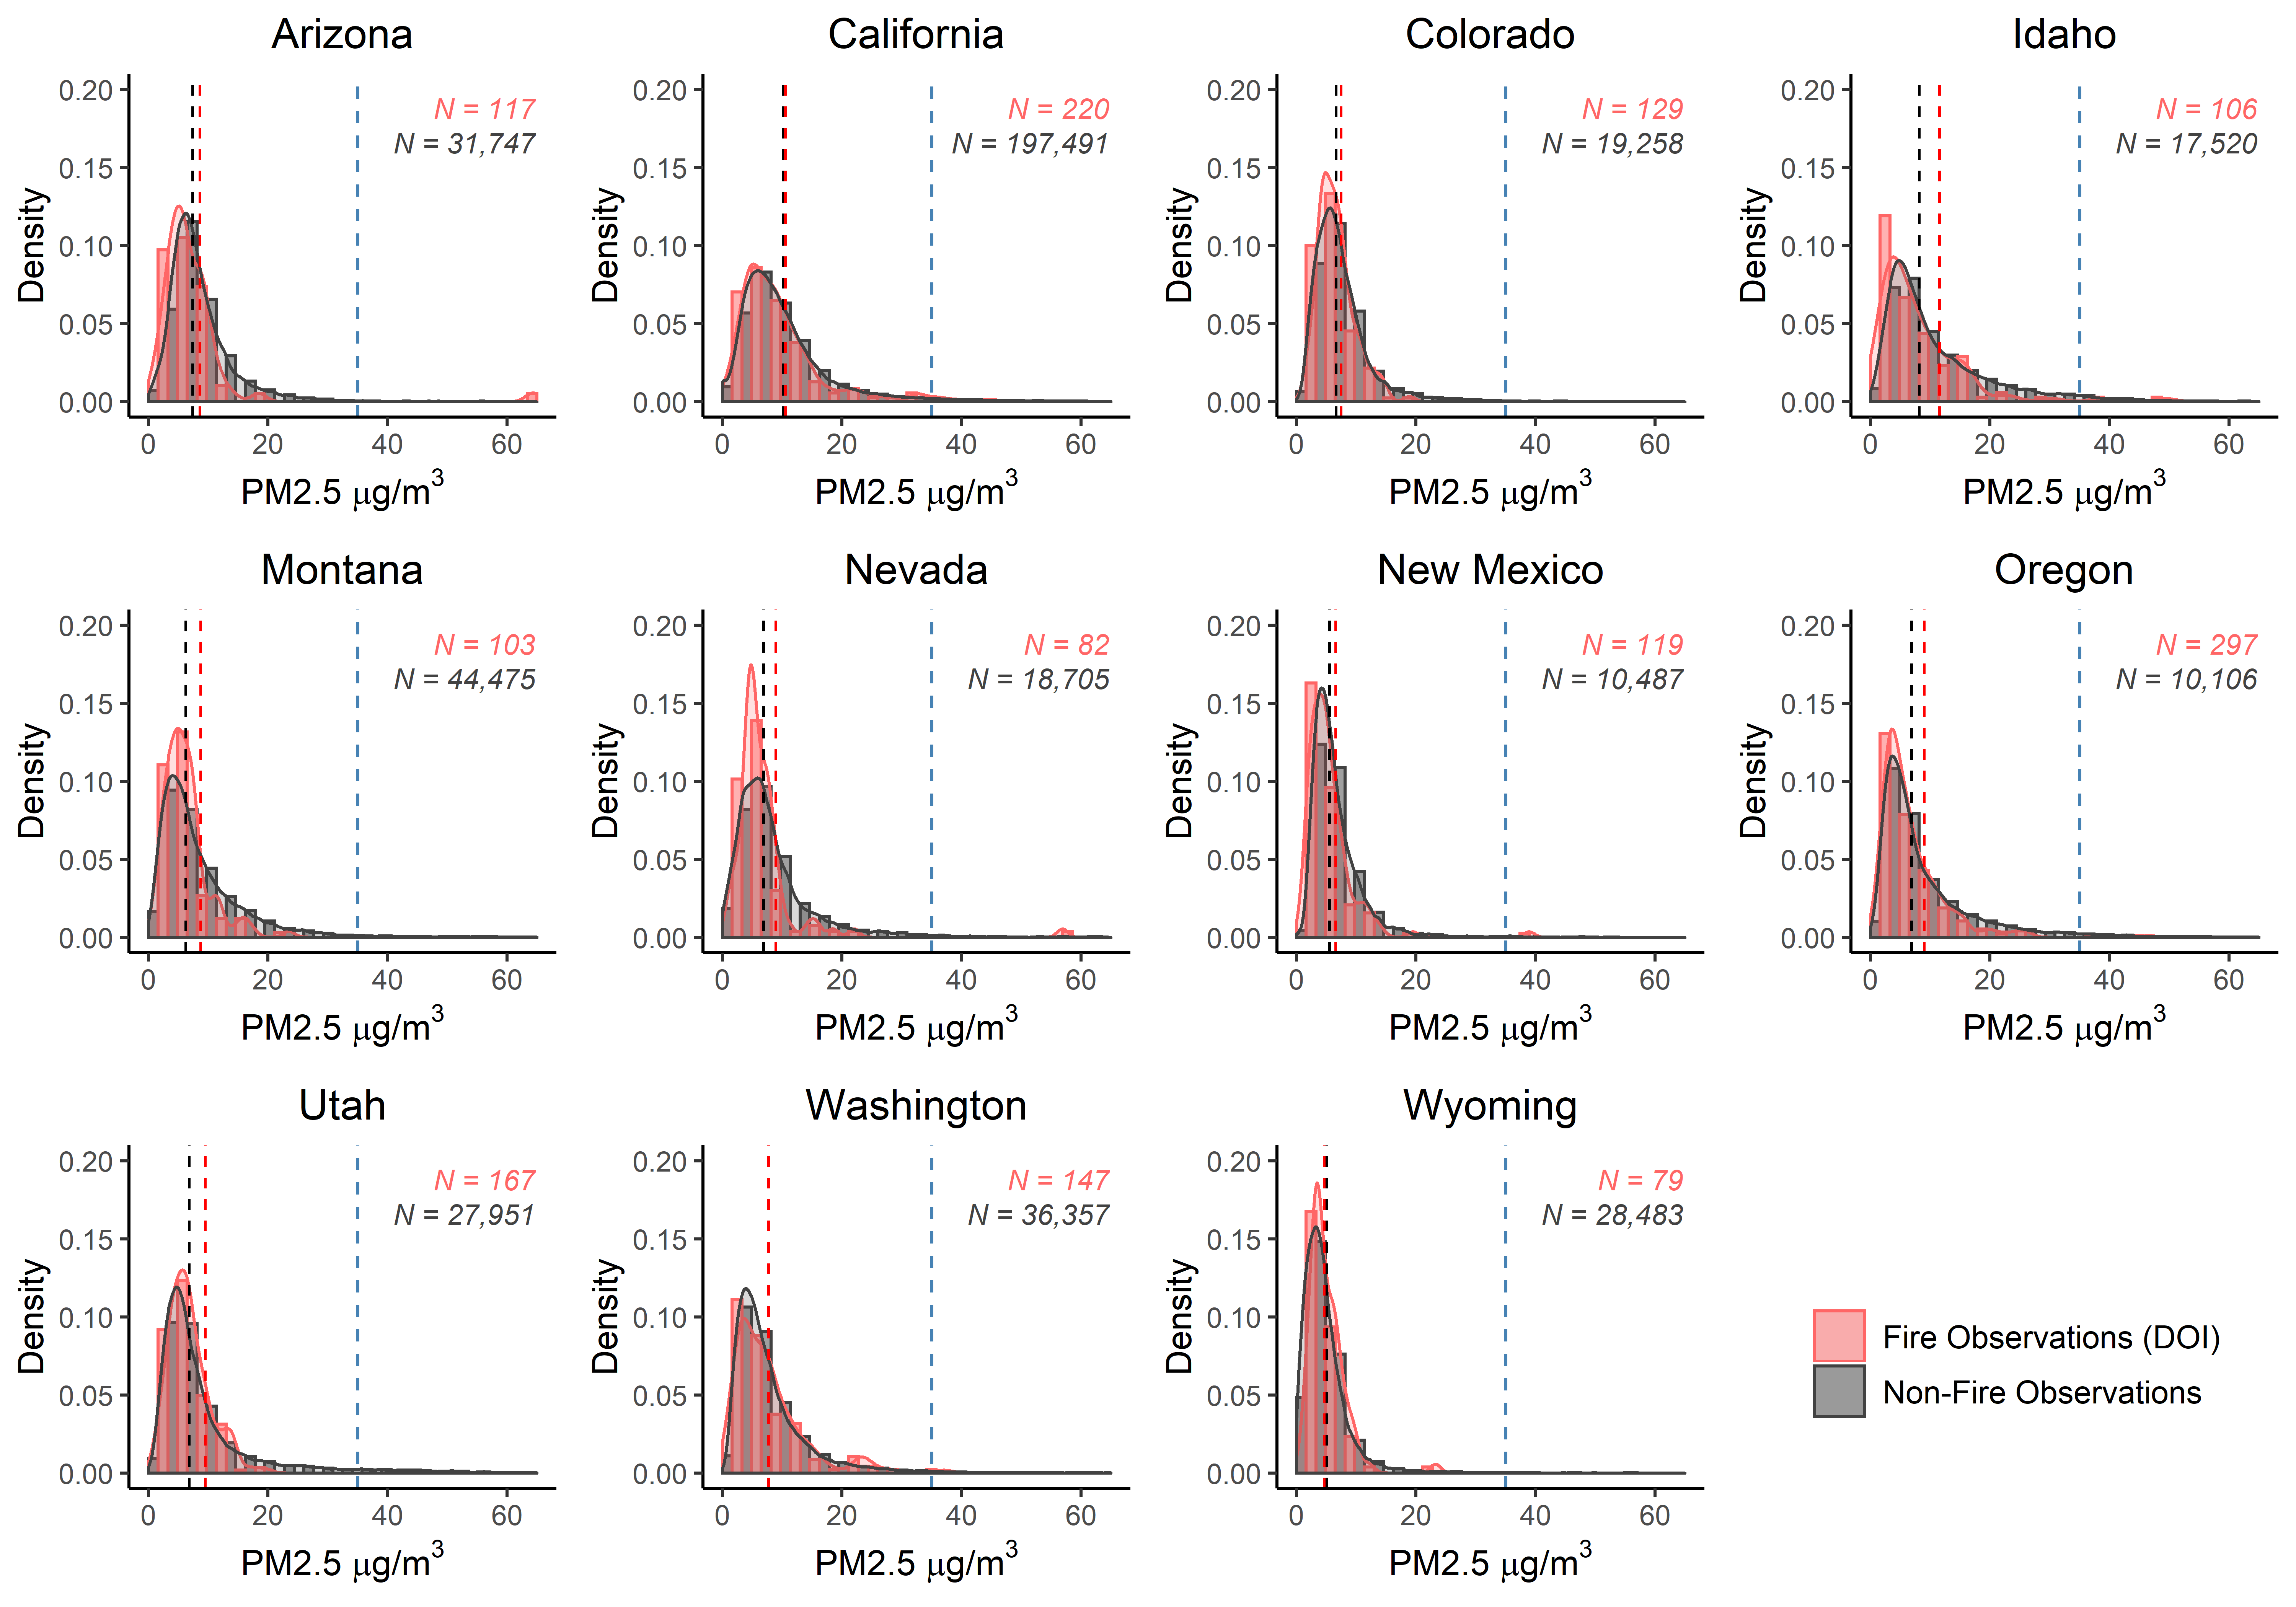 Arizona
0.20
0.15
0.10
0.05
0.00
Density
N = 117
N = 31,747
0 20 40 60
PM2.5 μg/m³
California
0.20
0.15
0.10
0.05
0.00
Density
N = 220
N = 197,491
0 20 40 60
PM2.5 μg/m³
Colorado
0.20
0.15
0.10
0.05
0.00
Density
N = 129
N = 19,258
0 20 40 60
PM2.5 μg/m³
Idaho
0.20
0.15
0.10
0.05
0.00
Density
N = 106
N = 17,520
0 20 40 60
PM2.5 μg/m³
Montana
0.20
0.15
0.10
0.05
0.00
Density
N = 103
N = 44,475
0 20 40 60
PM2.5 μg/m³
Nevada
0.20
0.15
0.10
0.05
0.00
Density
N = 82
N = 18,705
0 20 40 60
PM2.5 μg/m³
New Mexico
0.20
0.15
0.10
0.05
0.00
Density
N = 119
N = 10,487
0 20 40 60
PM2.5 μg/m³
Oregon
0.20
0.15
0.10
0.05
0.00
Density
N = 297
N = 10,106
0 20 40 60
PM2.5 μg/m³
Utah
0.20
0.15
0.10
0.05
0.00
Density
N = 167
N = 27,951
0 20 40 60
PM2.5 μg/m³
Washington
0.20
0.15
0.10
0.05
0.00
Density
N = 147
N = 36,357
0 20 40 60
PM2.5 μg/m³
Wyoming
0.20
0.15
0.10
0.05
0.00
Density
N = 79
N = 28,483
0 20 40 60
PM2.5 μg/m³
Fire Observations (DOI)
Non-Fire Observations